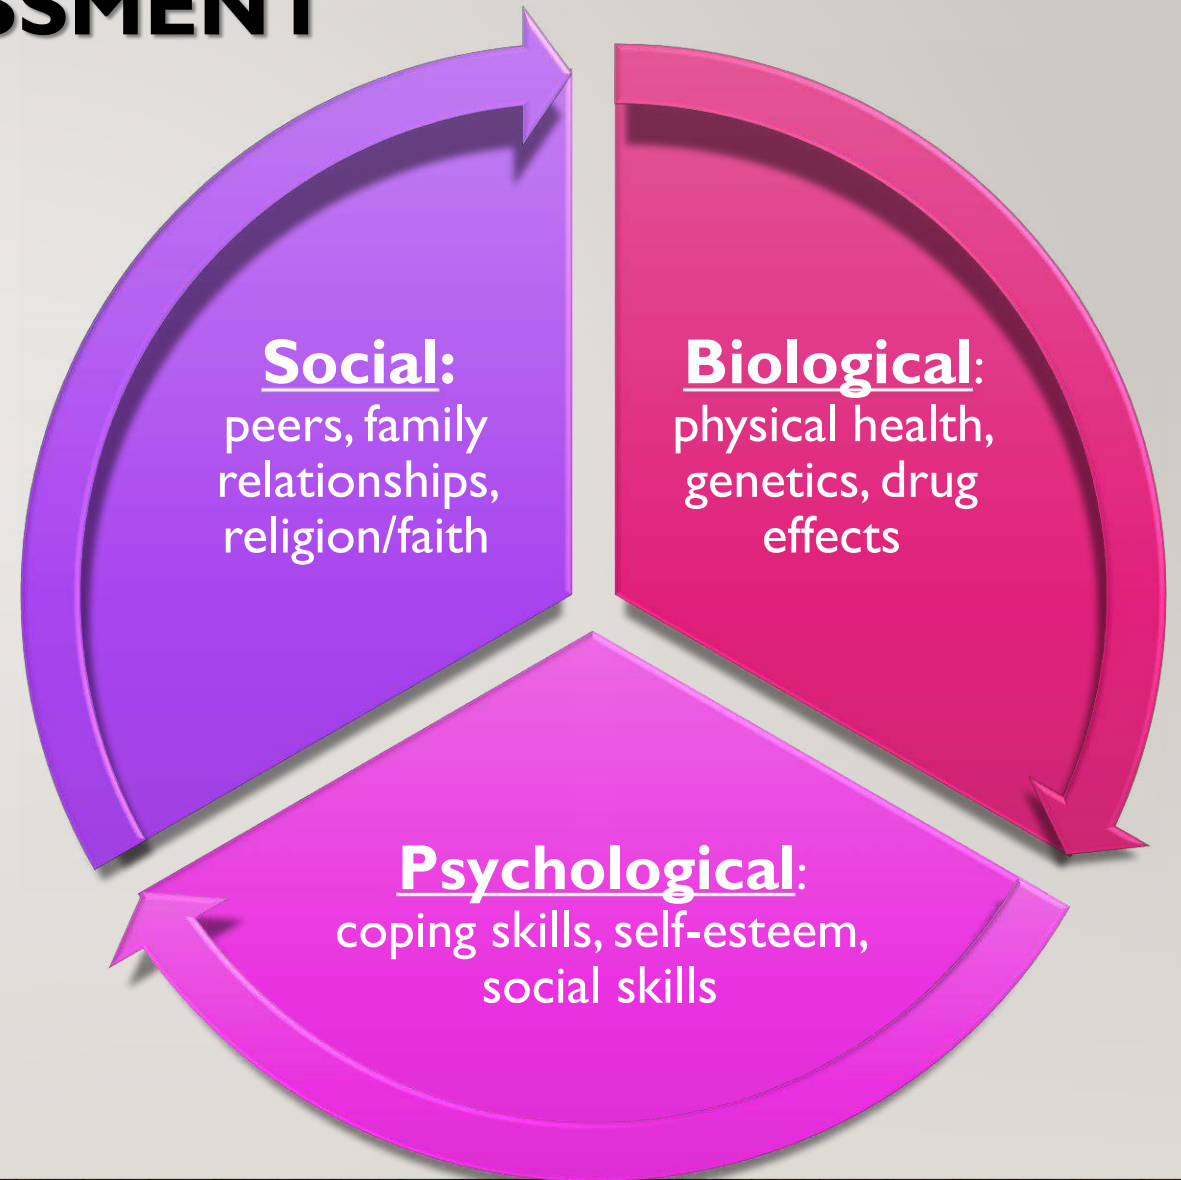 SSMENT
Social:
peers, family
relationships,
religion/faith
Biological:
physical health,
genetics, drug
effects
Psychological:
coping skills, self-esteem,
social skills